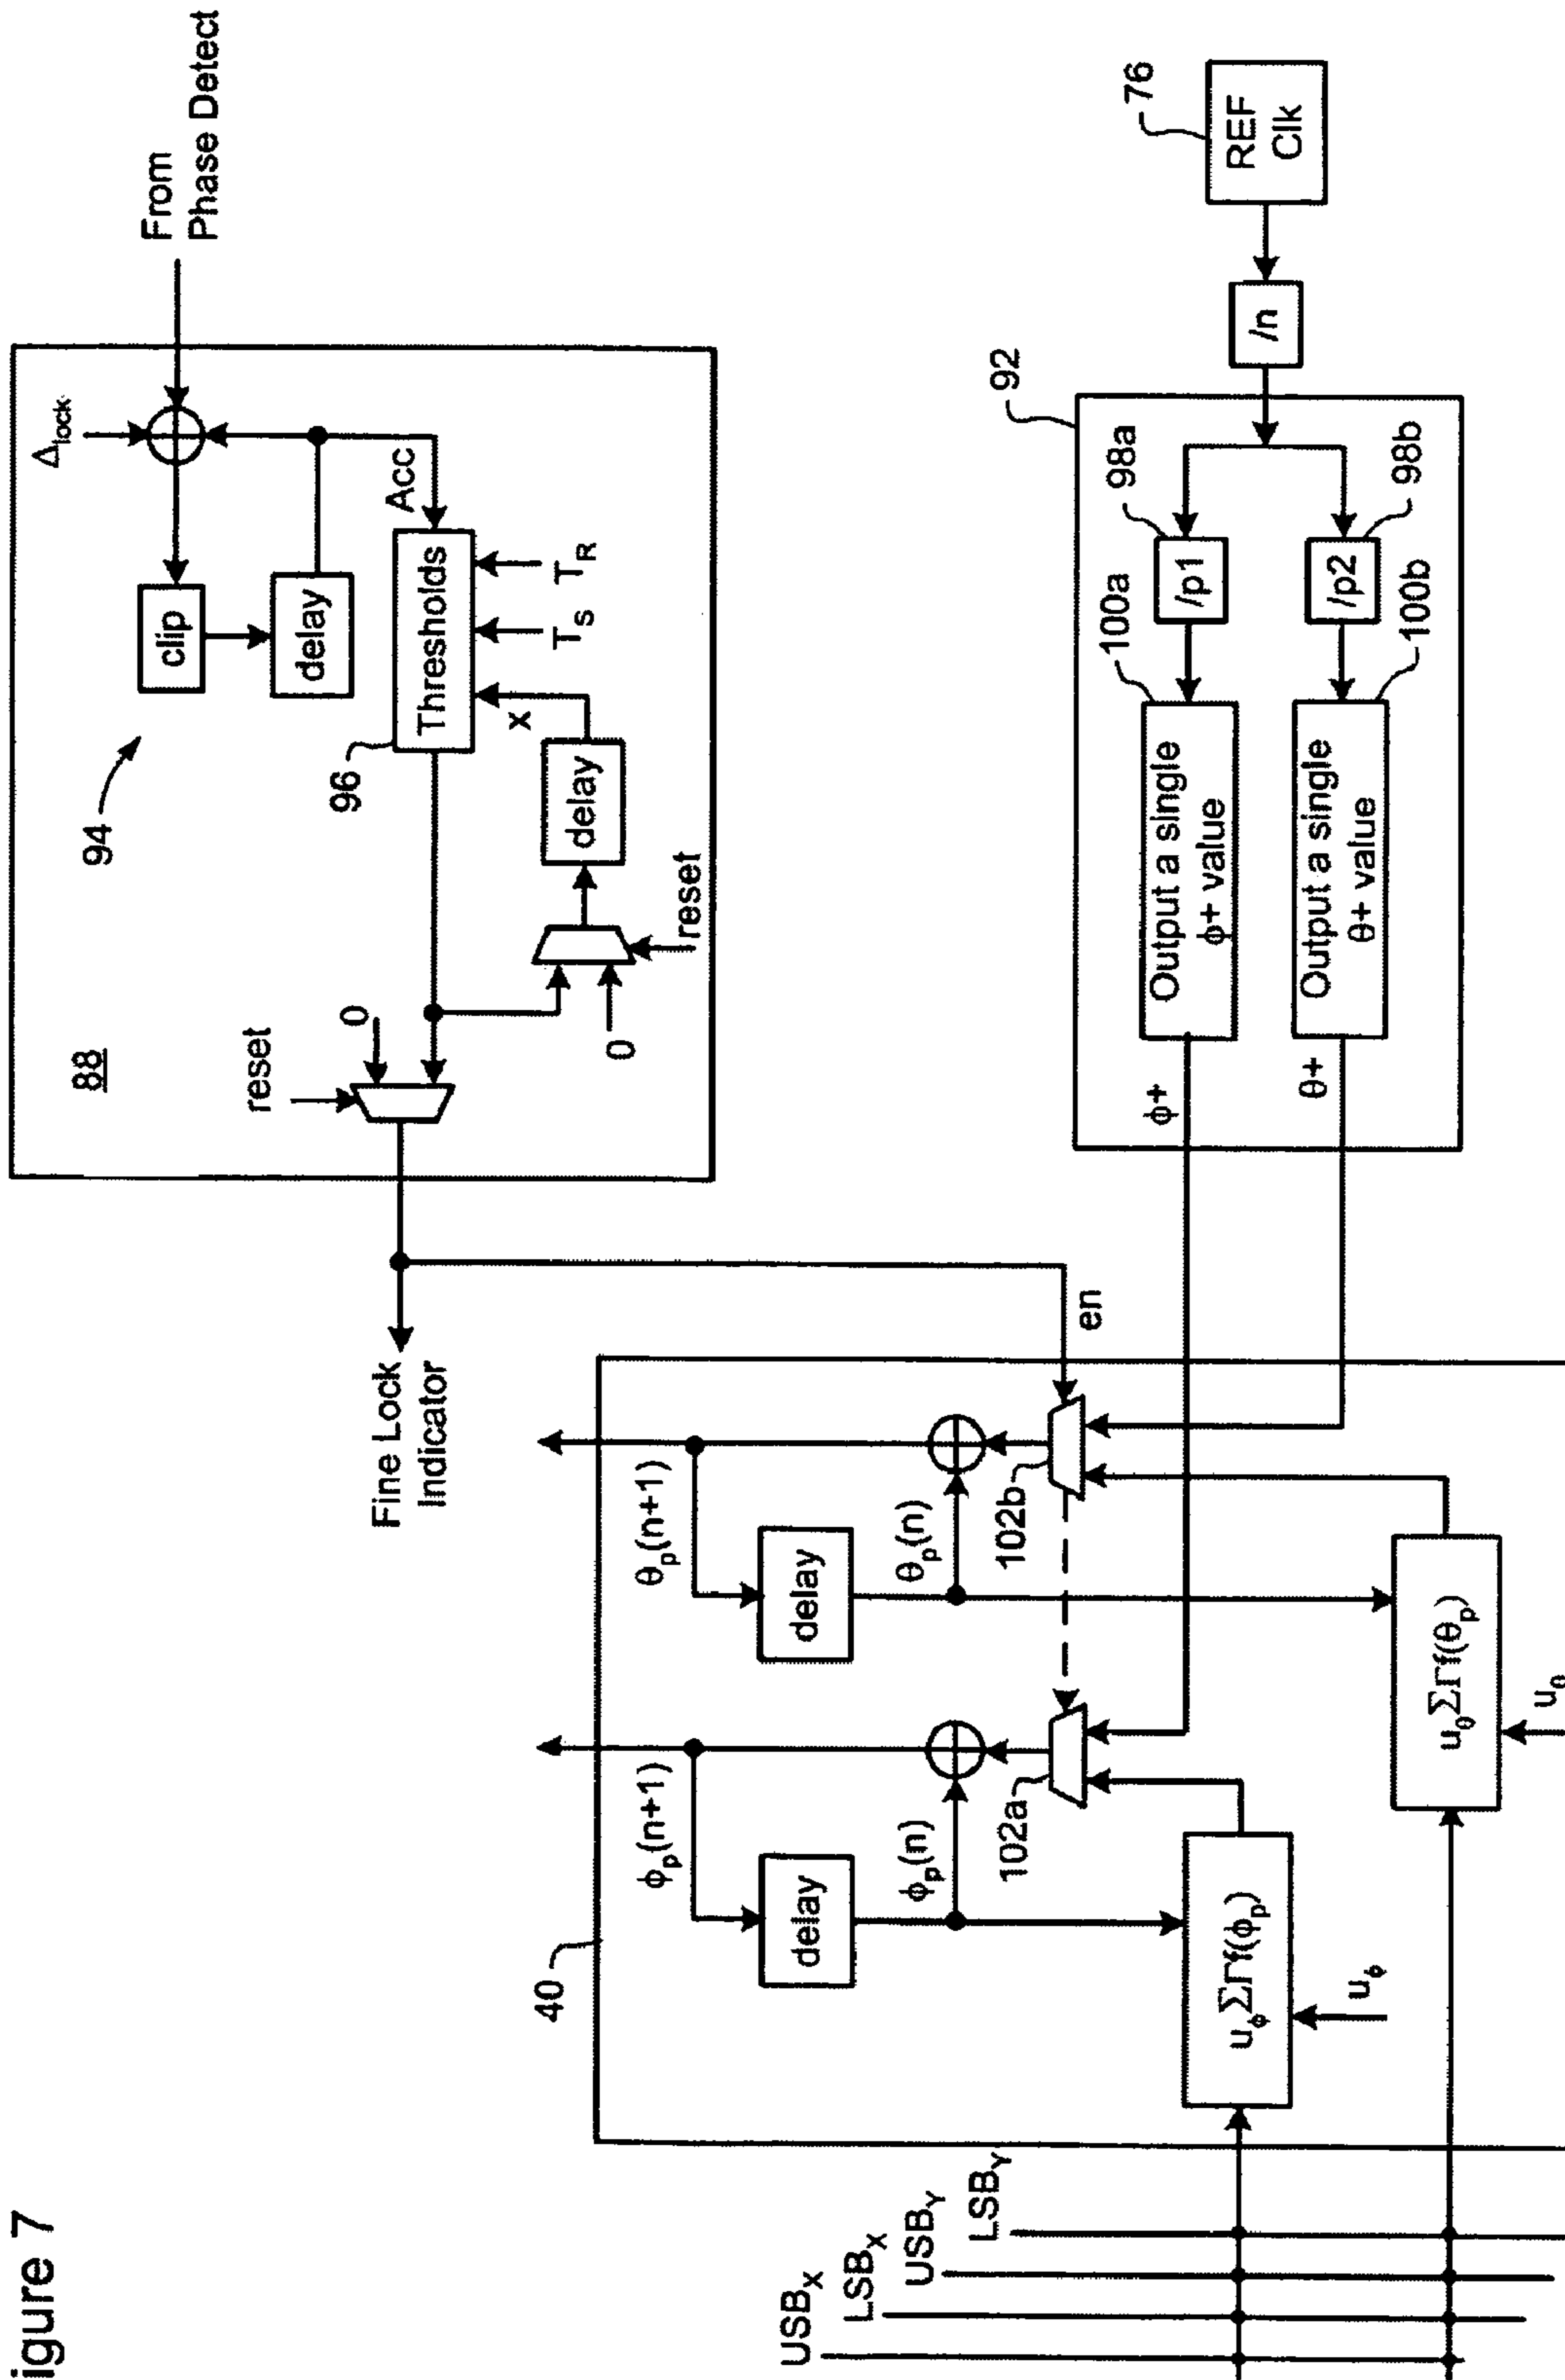 igure 7
From
Phase Detect
Δlock
94
clip
delay
88
Acc
96
Thresholds
TS
TR
x
delay
reset
0
reset
0
Fine Lock
Indicator
en
40
ϕp(n+1)
θp(n+1)
delay
delay
ϕp(n)
θp(n)
102a
102b
uϕΣΓf(ϕp)
uθΣΓf(θp)
uϕ
uθ
USBX
LSBX
USBY
LSBY
92
ϕ+
θ+
100a
Output a single
ϕ+ value
100b
Output a single
θ+ value
98a
/p1
98b
/p2
/n
76
REF
Clk